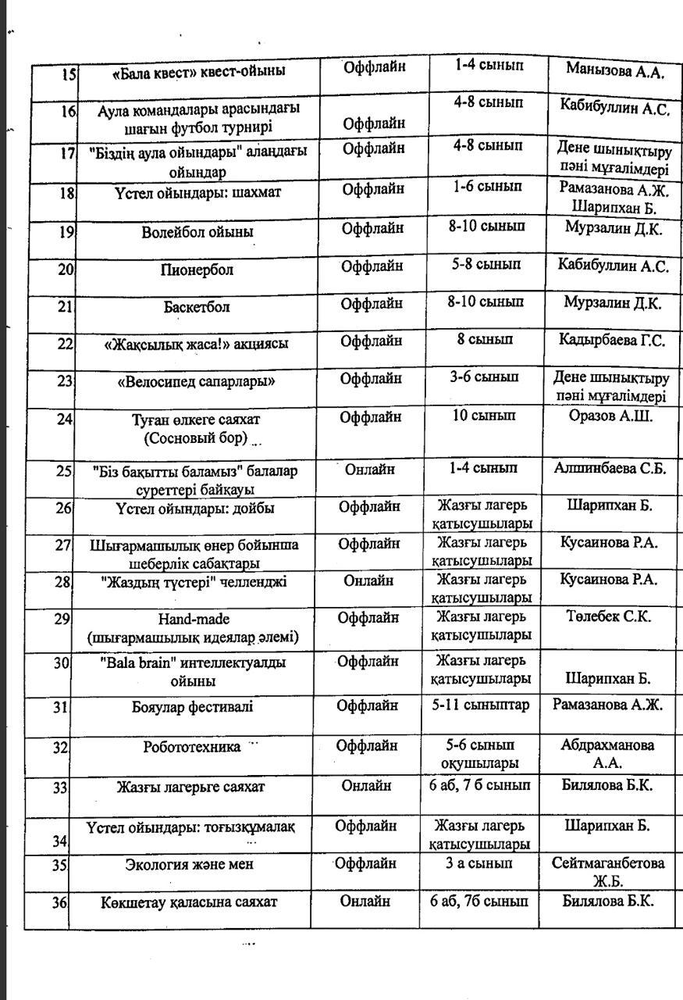 15 «Бала квест» квест-ойыны Оффлайн 1-4 сынып Манызова А.А.
16 Аула командалары арасындағы шағын футбол турнирі Оффлайн 4-8 сынып Кабибуллин А.С.
17 "Біздің аула ойындары" алаңдағы ойындар Оффлайн 4-8 сынып Дене шынықтыру пәні мұғалімдері
18 Үстел ойындары: шахмат Оффлайн 1-6 сынып Рамазанова А.Ж. Шарипхан Б.
19 Волейбол ойыны Оффлайн 8-10 сынып Мурзалин Д.К.
20 Пионербол Оффлайн 5-8 сынып Кабибуллин А.С.
21 Баскетбол Оффлайн 8-10 сынып Мурзалин Д.К.
22 «Жақсылық жаса!» акциясы Оффлайн 8 сынып Кадырбаева Г.С.
23 «Велосипед сапарлары» Оффлайн 3-6 сынып Дене шынықтыру пәні мұғалімдері
24 Туған өлкеге саяхат (Сосновый бор) Оффлайн 10 сынып Оразов А.Ш.
25 "Біз бақытты баламыз" балалар суреттері байқауы Онлайн 1-4 сынып Алшинбаева С.Б.
26 Үстел ойындары: дойбы Оффлайн Жазғы лагерь қатысушылары Шарипхан Б.
27 Шығармашылық өнер бойынша шеберлік сабақтары Оффлайн Жазғы лагерь қатысушылары Кусаинова Р.А.
28 "Жаздың түстері" челленджі Онлайн Жазғы лагерь қатысушылары Кусаинова Р.А.
29 Hand-made (шығармашылық идеялар әлемі) Оффлайн Жазғы лагерь қатысушылары Төлебек С.К.
30 "Bala brain" интеллектуалды ойыны Оффлайн Жазғы лагерь қатысушылары Шарипхан Б.
31 Бояулар фестивалі Оффлайн 5-11 сыныптар Рамазанова А.Ж.
32 Робототехника Оффлайн 5-6 сынып оқушылары Абдрахманова А.А.
33 Жазғы лагерьге саяхат Онлайн 6 аб, 7 б сынып Билялова Б.К.
34 Үстел ойындары: тоғызқұмалақ Оффлайн Жазғы лагерь қатысушылары Шарипхан Б.
35 Экология және мен Оффлайн 3 а сынып Сейтмаганбетова Ж.Б.
36 Көкшетау қаласына саяхат Онлайн 6 аб, 7б сынып Билялова Б.К.